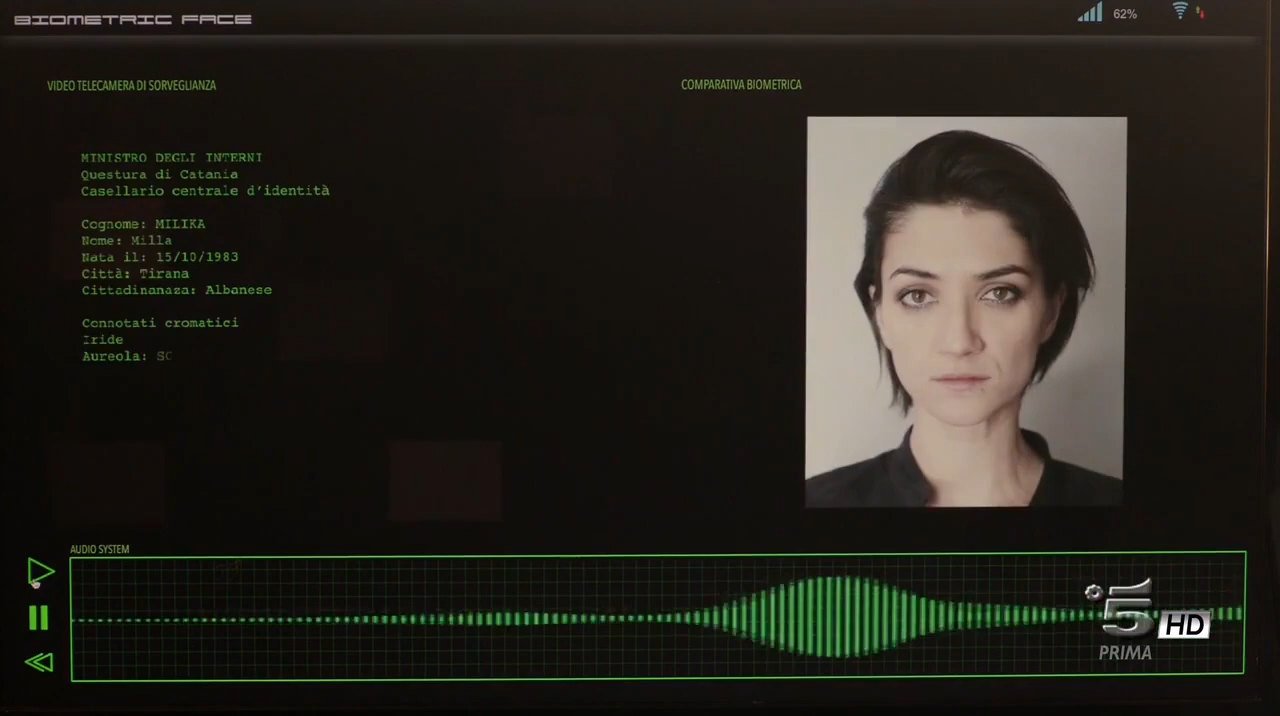 BIOMETRIC FACE
62%
VIDEO TELECAMERA DI SORVEGLIANZA
COMPARATIVA BIOMETRICA
MINISTRO DEGLI INTERNI
Questura di Catania
Casellario centrale d'identità
Cognome: MILIKA
Nome: Milla
Nata il: 15/10/1983
Città: Tirana
Cittadinanaza: Albanese
Connotati cromatici
Iride
Aureola: SC
AUDIO SYSTEM
5 HD
PRIMA